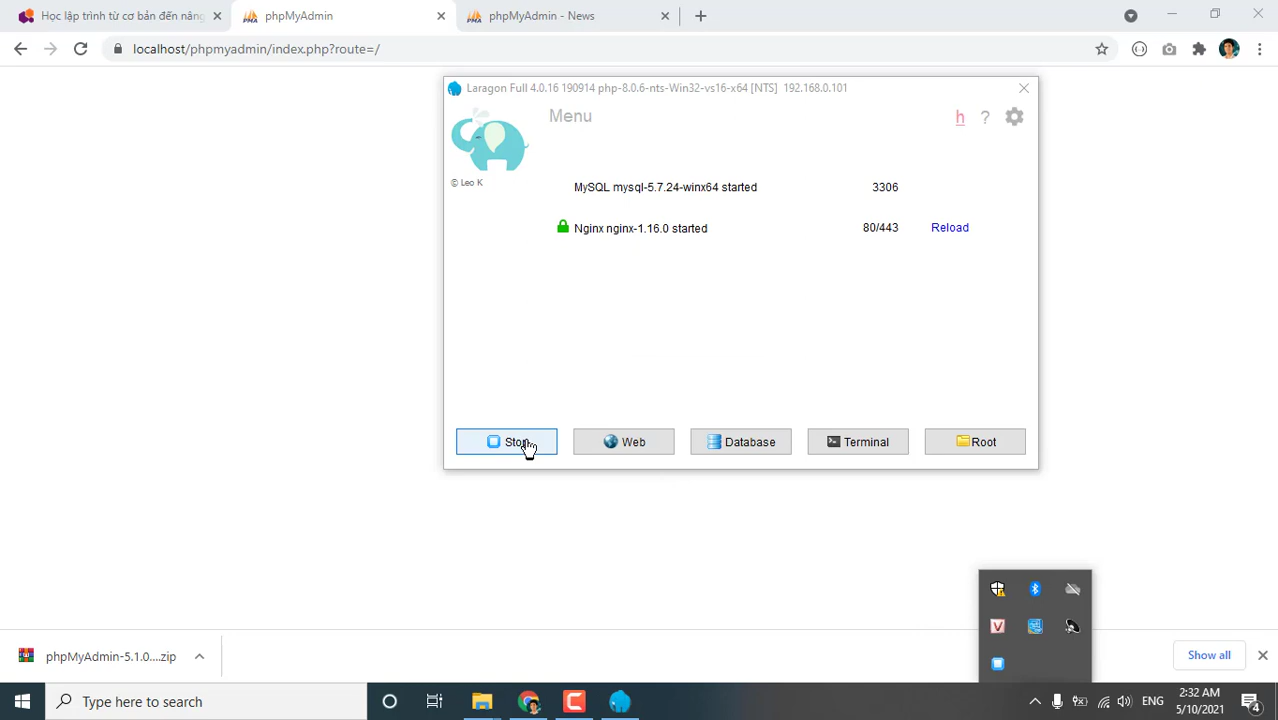 Học lập trình từ cơ bản đến nâng
phpMyAdmin
phpMyAdmin - News
localhost/phpmyadmin/index.php?route=/
Laragon Full 4.0.16 190914 php-8.0.6-nts-Win32-vs16-x64 [NTS] 192.168.0.101
Menu
h
?
© Leo K
MySQL mysql-5.7.24-winx64 started 3306
Nginx nginx-1.16.0 started 80/443 Reload
Stop Web Database Terminal Root
phpMyAdmin-5.1.0....zip
Show all
Type here to search
ENG
2:32 AM
5/10/2021
4